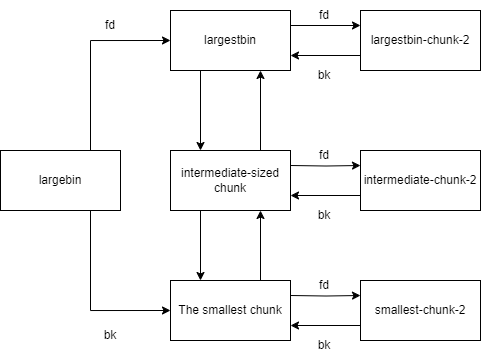 fd
fd
largestbin
largestbin-chunk-2
bk
fd
largebin
intermediate-sized
chunk
intermediate-chunk-2
bk
fd
The smallest chunk
smallest-chunk-2
bk
bk